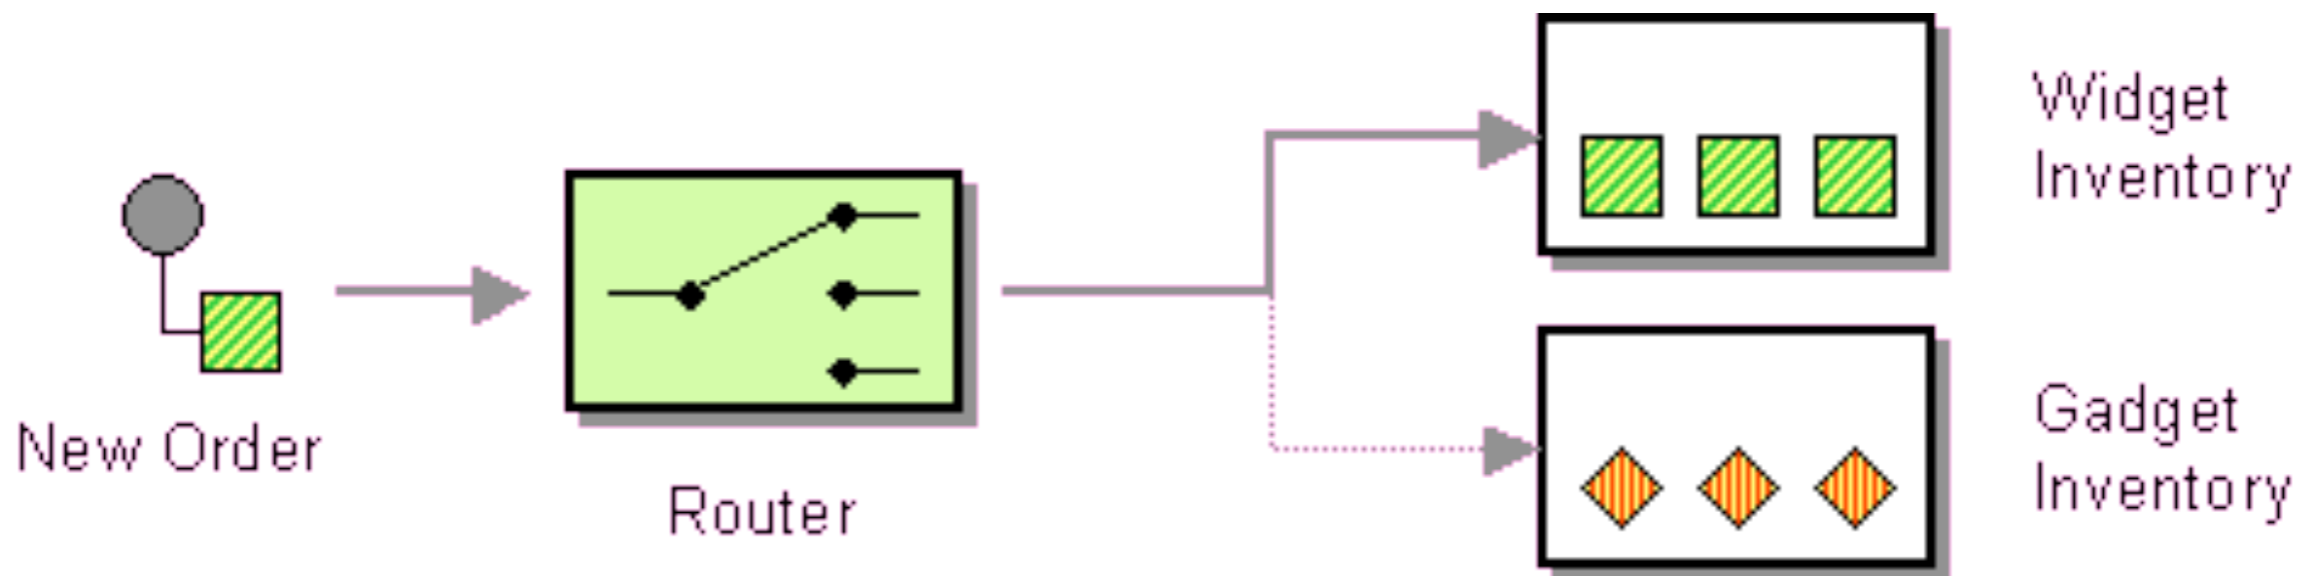 New Order
Router
Widget
Inventory
Gadget
Inventory